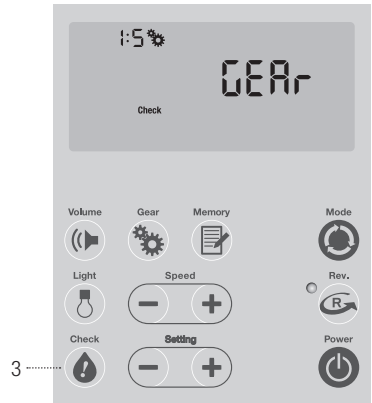 1:5
GEAr
Check
Volume Gear Memory Mode
Light Speed Rev.
R
Check Setting Power
3